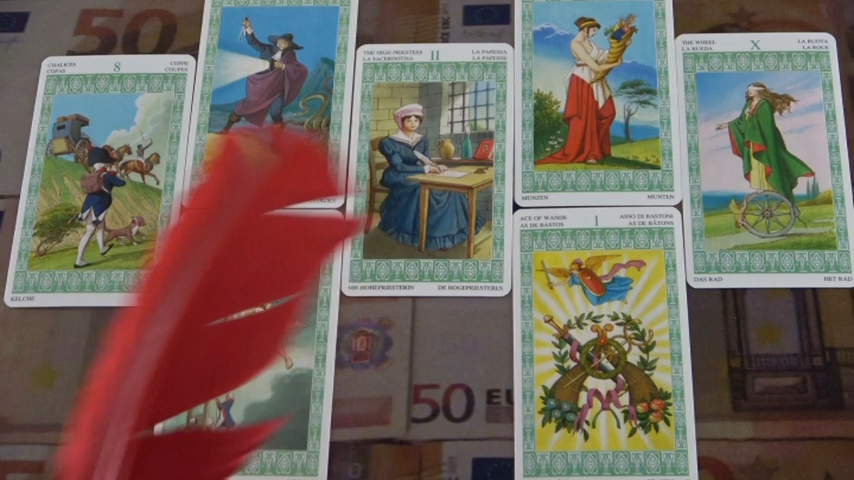 50
8
CHALICES
COPAS
COPPE
COUPES
KELCHE
THE HIGH PRIESTESS
LA SACERDOTISA
II
LA PAPESSA
LA PAPESSE
DE HOGEPRIESTERES
MÜNZEN
MUNTEN
THE WHEEL
LA RUEDA
X
LA RUOTA
LA ROUE
DAS RAD
HET RAD
ACE OF WANDS
AS DE BASTOS
I
ASSO DI BASTONI
AS DE BÂTONS
50 EU